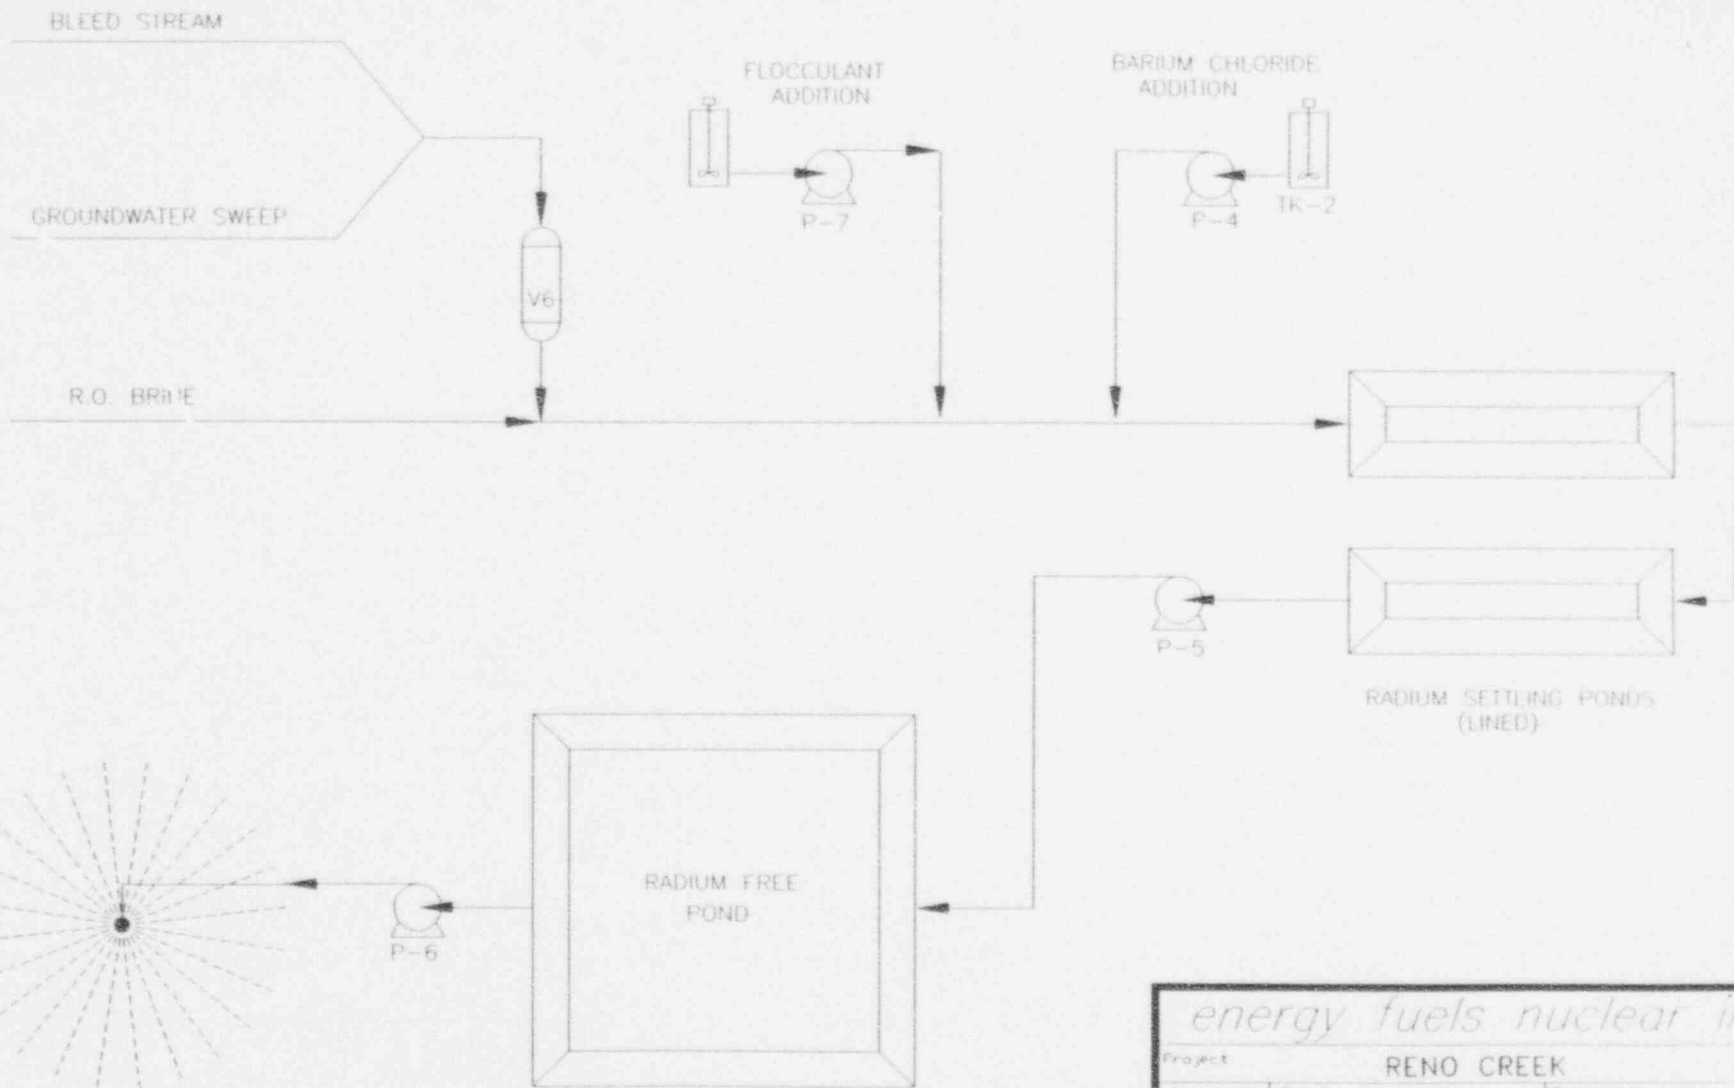 BLEED STREAM
FLOCCULANT
ADDITION
BARIUM CHLORIDE
ADDITION
P-7
P-4
TK-2
GROUNDWATER SWEEP
V6
R.O. BRINE
P-5
RADIUM SETTLING PONDS
(LINED)
RADIUM FREE
POND
P-6
energy fuels nuclear
Project
RENO CREEK